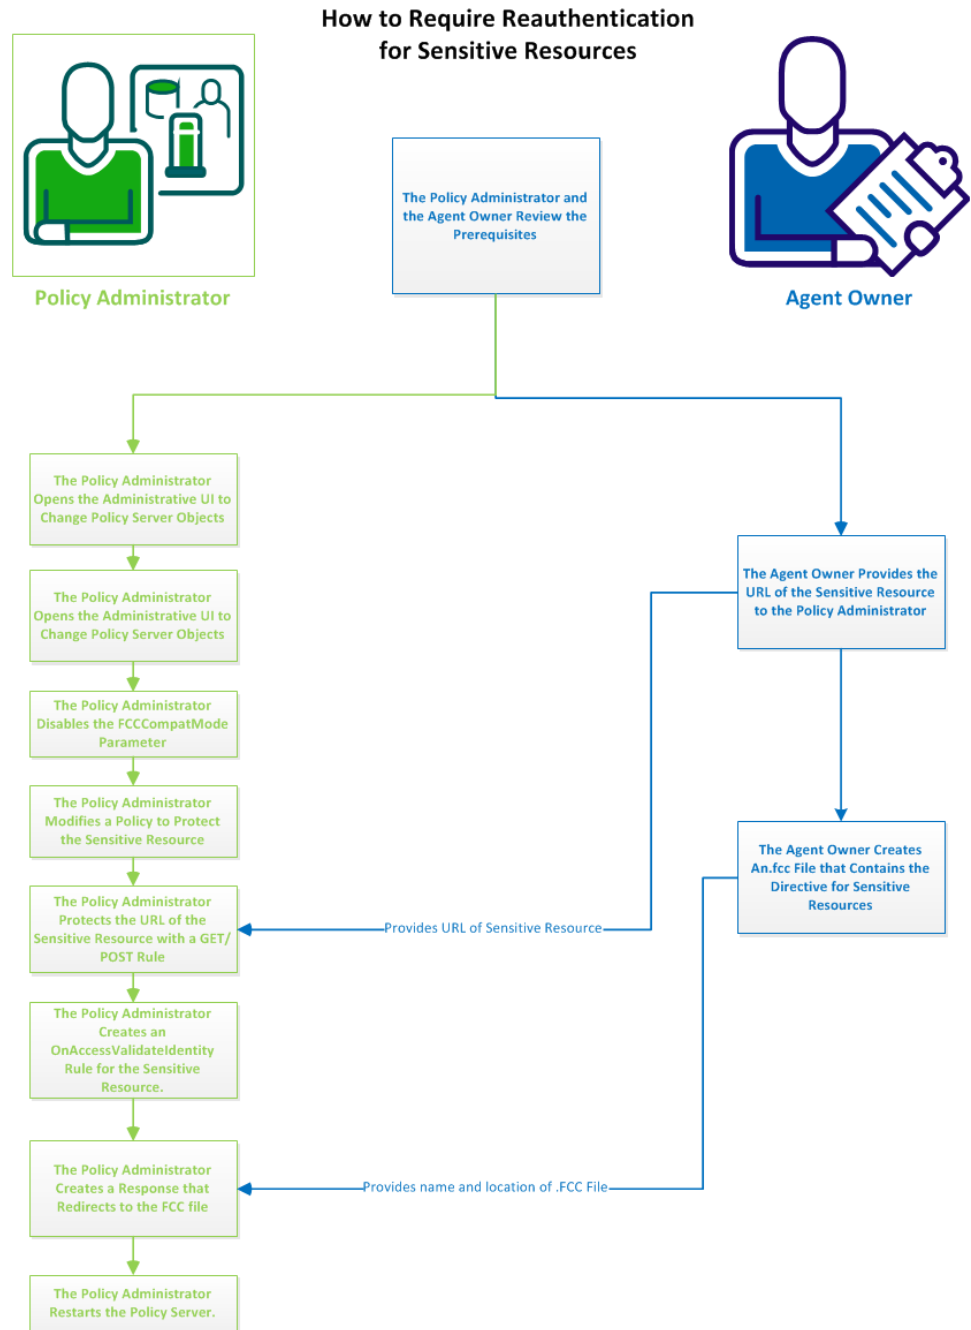 How to Require Reauthentication
for Sensitive Resources
Policy Administrator
The Policy Administrator and
the Agent Owner Review the
Prerequisites
Agent Owner
The Policy Administrator
Opens the Administrative UI to
Change Policy Server Objects
The Policy Administrator
Opens the Administrative UI to
Change Policy Server Objects
The Policy Administrator
Disables the FCCCompatMode
Parameter
The Policy Administrator
Modifies a Policy to Protect
the Sensitive Resource
The Policy Administrator
Protects the URL of the
Sensitive Resource with a GET/
POST Rule
The Policy Administrator
Creates an
OnAccessValidateIdentity
Rule for the Sensitive
Resource.
The Policy Administrator
Creates a Response that
Redirects to the FCC file
The Policy Administrator
Restarts the Policy Server.
The Agent Owner Provides the
URL of the Sensitive Resource
to the Policy Administrator
The Agent Owner Creates
An.fcc File that Contains the
Directive for Sensitive
Resources
Provides URL of Sensitive Resource
Provides name and location of .FCC File